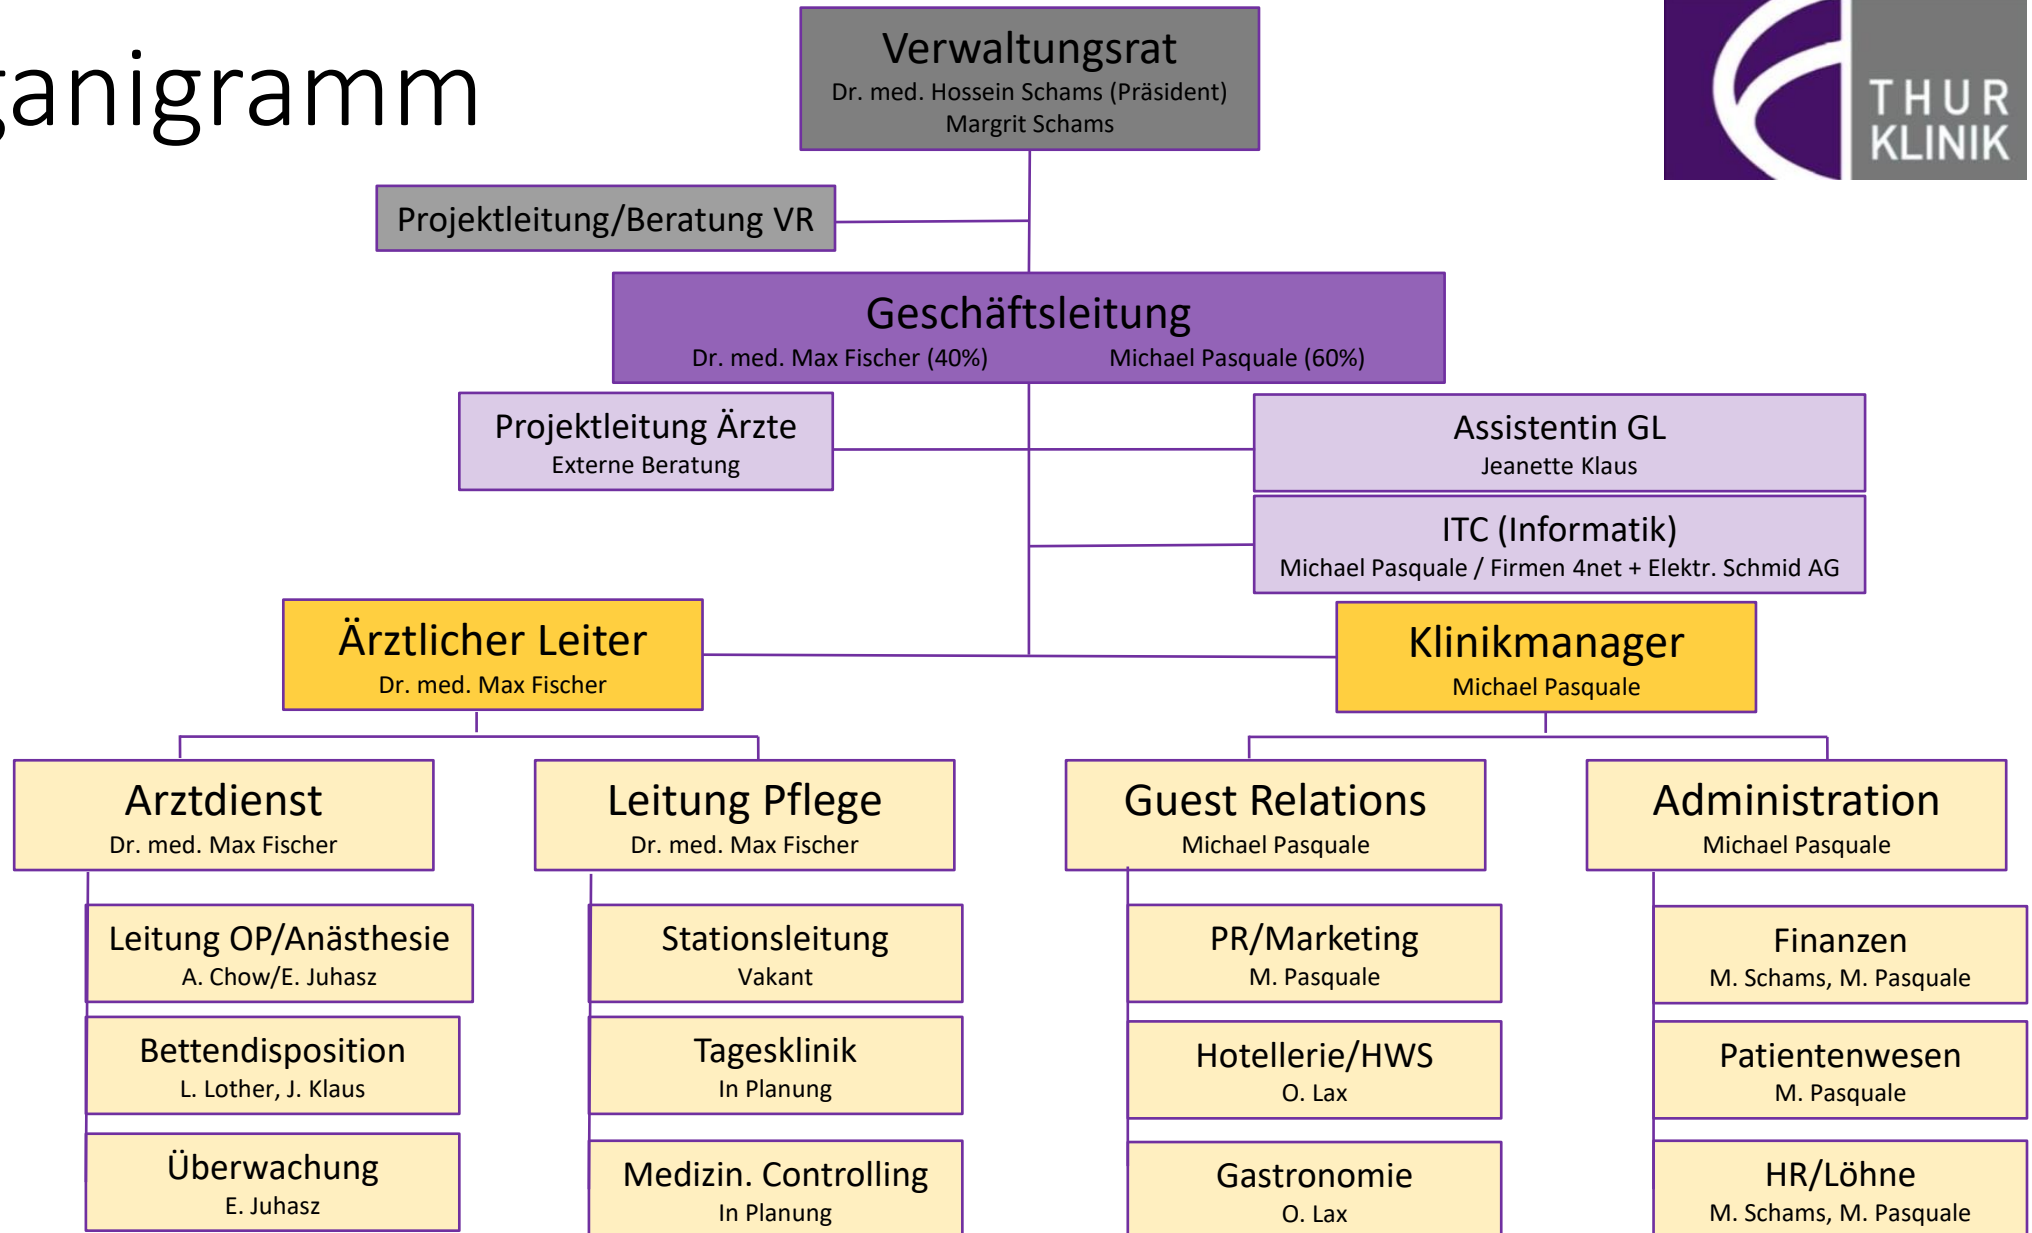 ganigramm
THUR
KLINIK
Verwaltungsrat
Dr. med. Hossein Schams (Präsident)
Margrit Schams
Projektleitung/Beratung VR
Geschäftsleitung
Dr. med. Max Fischer (40%) Michael Pasquale (60%)
Projektleitung Ärzte
Externe Beratung
Assistentin GL
Jeanette Klaus
ITC (Informatik)
Michael Pasquale / Firmen 4net + Elektr. Schmid AG
Ärztlicher Leiter
Dr. med. Max Fischer
Klinikmanager
Michael Pasquale
Arztdienst
Dr. med. Max Fischer
Leitung Pflege
Dr. med. Max Fischer
Guest Relations
Michael Pasquale
Administration
Michael Pasquale
Leitung OP/Anästhesie
A. Chow/E. Juhasz
Stationsleitung
Vakant
PR/Marketing
M. Pasquale
Finanzen
M. Schams, M. Pasquale
Bettendisposition
L. Lother, J. Klaus
Tagesklinik
In Planung
Hotellerie/HWS
O. Lax
Patientenwesen
M. Pasquale
Überwachung
E. Juhasz
Medizin. Controlling
In Planung
Gastronomie
O. Lax
HR/Löhne
M. Schams, M. Pasquale